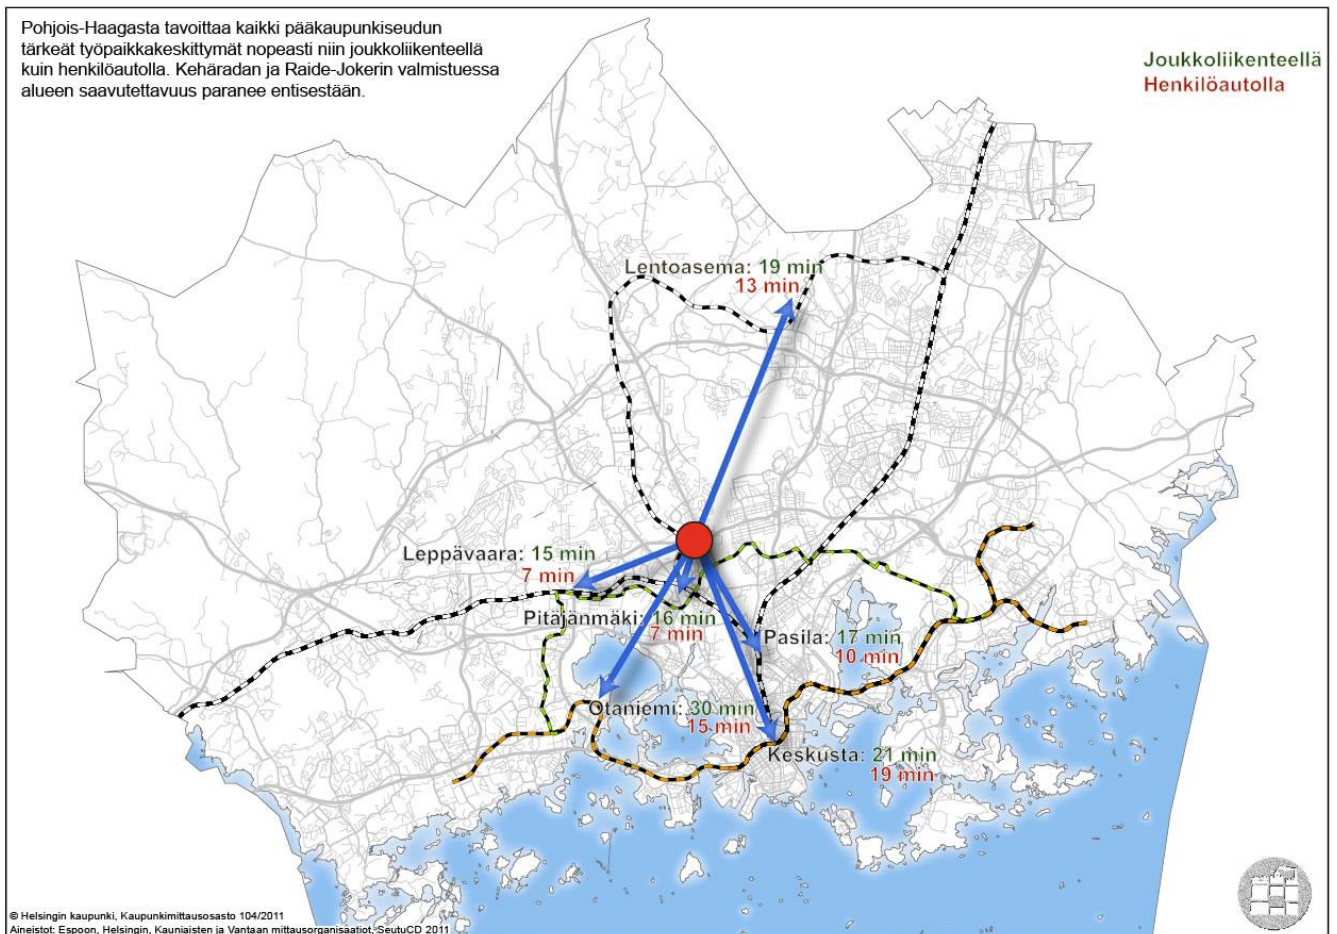 Pohjois-Haagasta tavoittaa kaikki pääkaupunkiseudun
tärkeät työpaikkakeskittymät nopeasti niin joukkoliikenteellä
kuin henkilöautolla. Kehäradan ja Raide-Jokerin valmistuessa
alueen saavutettavuus paranee entisestään.
Joukkoliikenteellä
Henkilöautolla
Lentoasema: 19 min
13 min
Leppävaara: 15 min
7 min
Pitäjänmäki: 16 min
7 min
Pasila: 17 min
10 min
Otaniemi: 30 min
15 min
Keskusta: 21 min
19 min
© Helsingin kaupunki, Kaupunkimittausosasto 104/2011
Aineistot: Espoon, Helsingin, Kauniaisten ja Vantaan mittausorganisaatiot, SeutuCD 2011